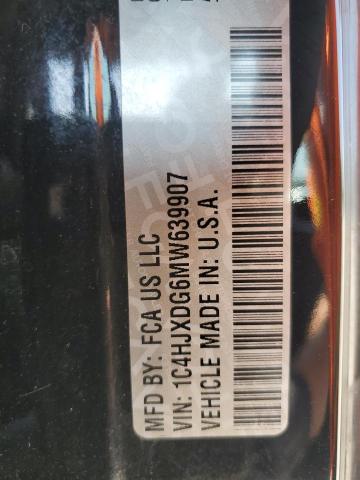 MFD BY: FCA US LLC
VIN: 1C4HJXDG6MW639907
VEHICLE MADE IN: U.S.A.